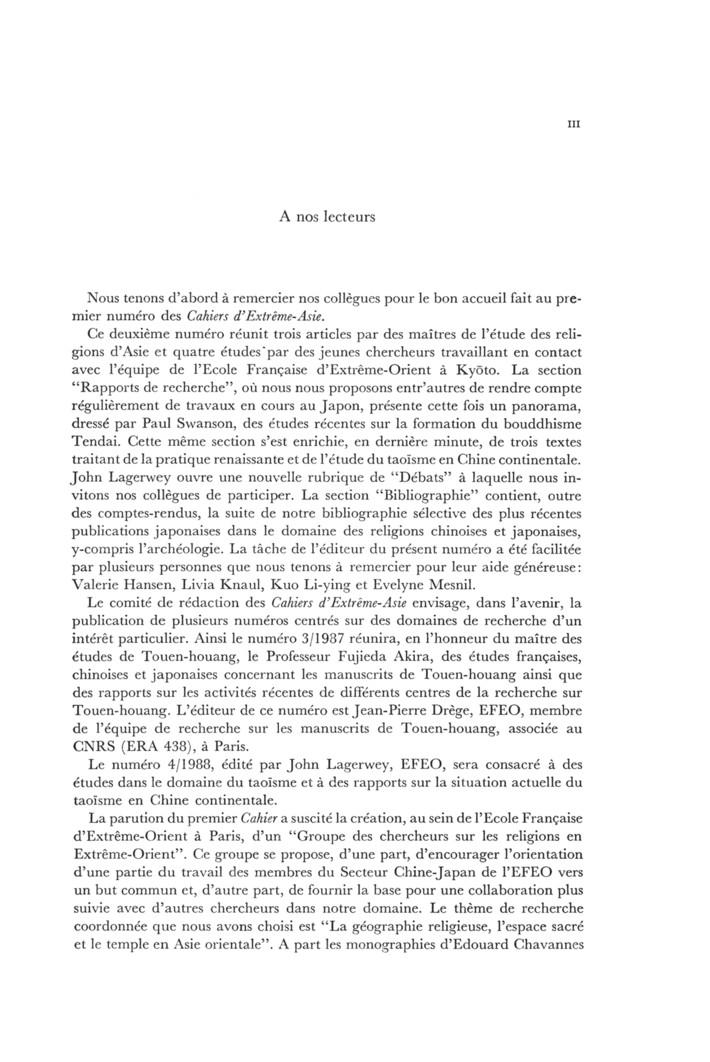 III
A nos lecteurs
Nous tenons d'abord à remercier nos collègues pour le bon accueil fait au pre-
mier numéro des Cahiers d'Extrême-Asie.
Ce deuxième numéro réunit trois articles par des maîtres de l'étude des reli-
gions d'Asie et quatre études par des jeunes chercheurs travaillant en contact
avec l'équipe de l'Ecole Française d'Extrême-Orient à Kyōto. La section
“Rapports de recherche”, où nous nous proposons entr'autres de rendre compte
régulièrement de travaux en cours au Japon, présente cette fois un panorama,
dressé par Paul Swanson, des études récentes sur la formation du bouddhisme
Tendai. Cette même section s'est enrichie, en dernière minute, de trois textes
traitant de la pratique renaissante et de l'étude du taoïsme en Chine continentale.
John Lagerwey ouvre une nouvelle rubrique de “Débats” à laquelle nous in-
vitons nos collègues de participer. La section “Bibliographie” contient, outre
des comptes-rendus, la suite de notre bibliographie sélective des plus récentes
publications japonaises dans le domaine des religions chinoises et japonaises,
y-compris l'archéologie. La tâche de l'éditeur du présent numéro a été facilitée
par plusieurs personnes que nous tenons à remercier pour leur aide généreuse:
Valerie Hansen, Livia Knaul, Kuo Li-ying et Evelyne Mesnil.
Le comité de rédaction des Cahiers d'Extrême-Asie envisage, dans l'avenir, la
publication de plusieurs numéros centrés sur des domaines de recherche d'un
intérêt particulier. Ainsi le numéro 3/1987 réunira, en l'honneur du maître des
études de Touen-houang, le Professeur Fujieda Akira, des études françaises,
chinoises et japonaises concernant les manuscrits de Touen-houang ainsi que
des rapports sur les activités récentes de différents centres de la recherche sur
Touen-houang. L'éditeur de ce numéro est Jean-Pierre Drège, EFEO, membre
de l'équipe de recherche sur les manuscrits de Touen-houang, associée au
CNRS (ERA 438), à Paris.
Le numéro 4/1988, édité par John Lagerwey, EFEO, sera consacré à des
études dans le domaine du taoïsme et à des rapports sur la situation actuelle du
taoïsme en Chine continentale.
La parution du premier Cahier a suscité la création, au sein de l'Ecole Française
d'Extrême-Orient à Paris, d'un “Groupe des chercheurs sur les religions en
Extrême-Orient”. Ce groupe se propose, d'une part, d'encourager l'orientation
d'une partie du travail des membres du Secteur Chine-Japan de l'EFEO vers
un but commun et, d'autre part, de fournir la base pour une collaboration plus
suivie avec d'autres chercheurs dans notre domaine. Le thème de recherche
coordonnée que nous avons choisi est “La géographie religieuse, l'espace sacré
et le temple en Asie orientale”. A part les monographies d'Edouard Chavannes